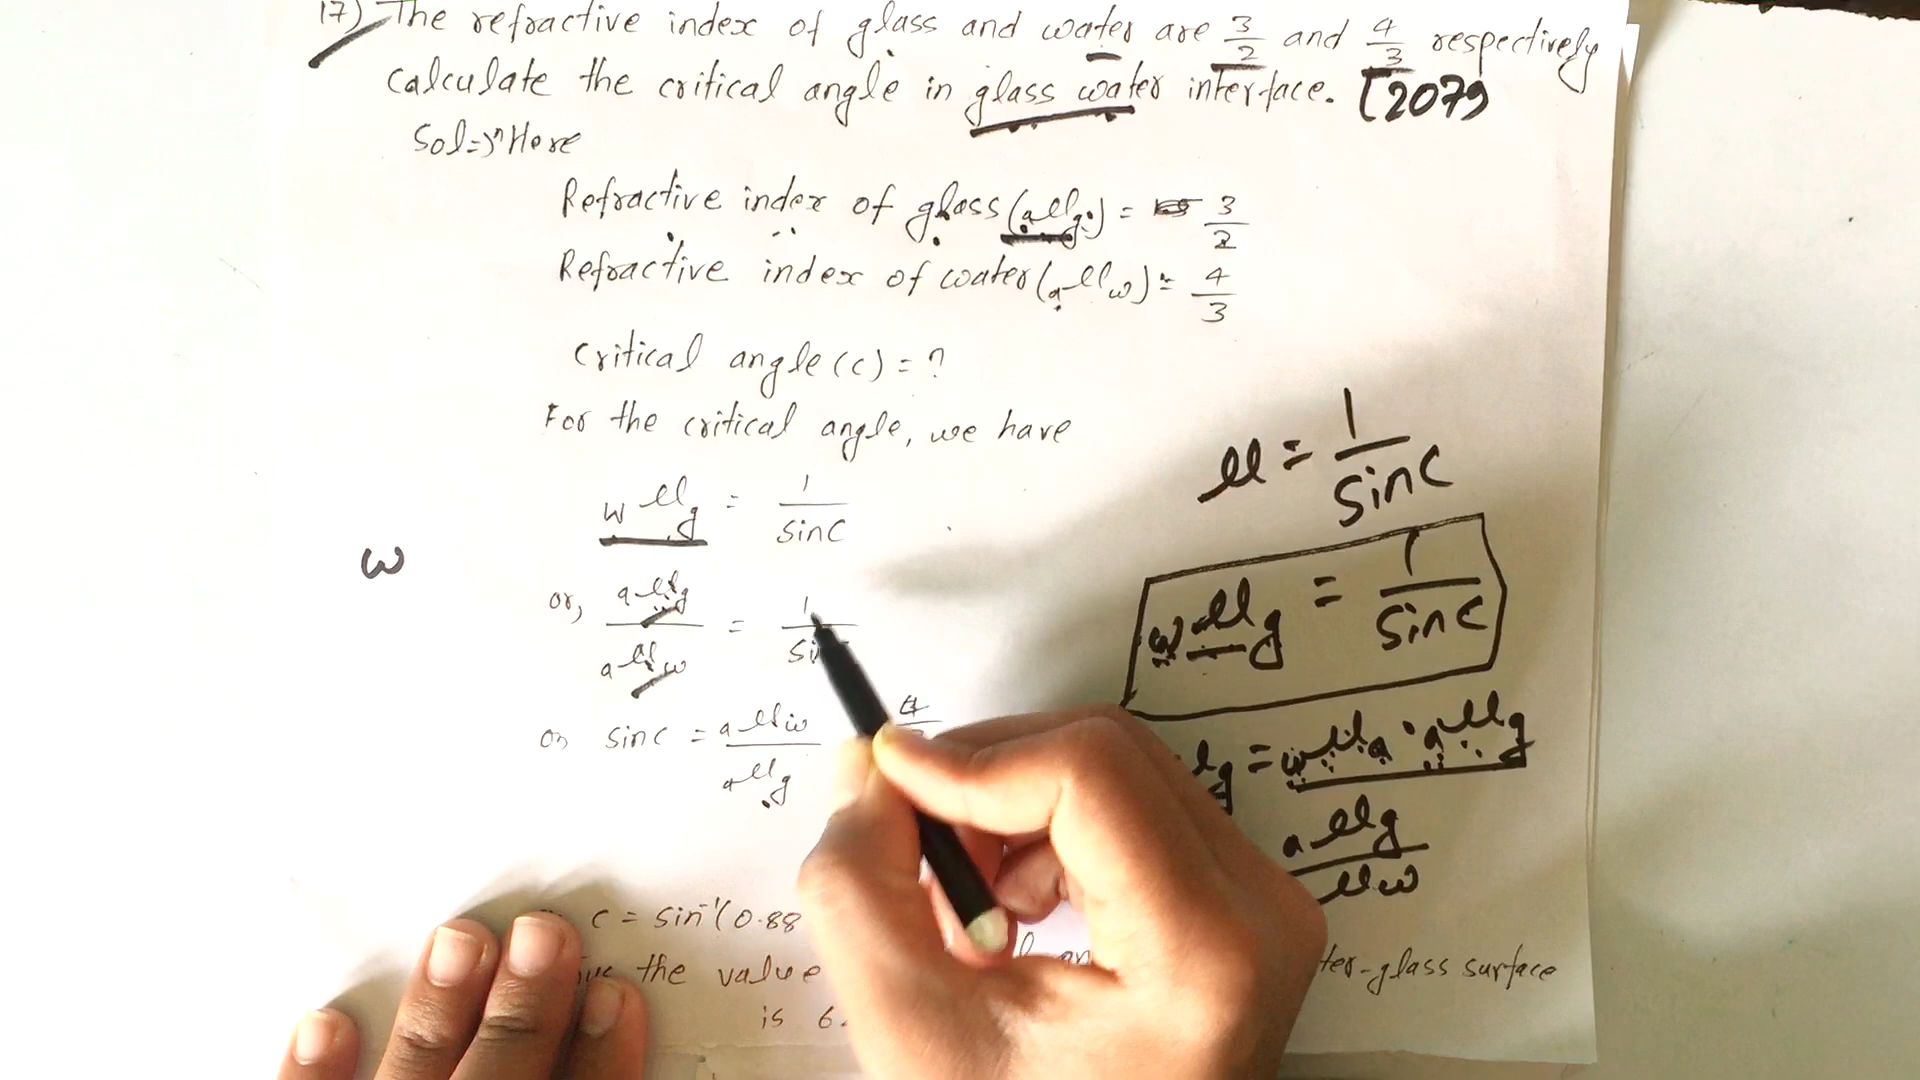 17) The refractive index of glass and water are 3/2 and 4/3 respectively
calculate the critical angle in glass water interface. [2079
Sol=>n Here
Refractive index of glass (aμg) = 3/2
Refractive index of water (aμw) = 4/3
Critical angle (c) = ?
For the critical angle, we have
wμg = 1/sinC
or, aμg/aμw = 1/
or sinc = aμw/aμg 4
c = sin⁻¹(0.88
the value
ter-glass surface
is 6
μ = 1/sinc
w
wμg = 1/sinc
g = wμa · aμg
aμg/μw